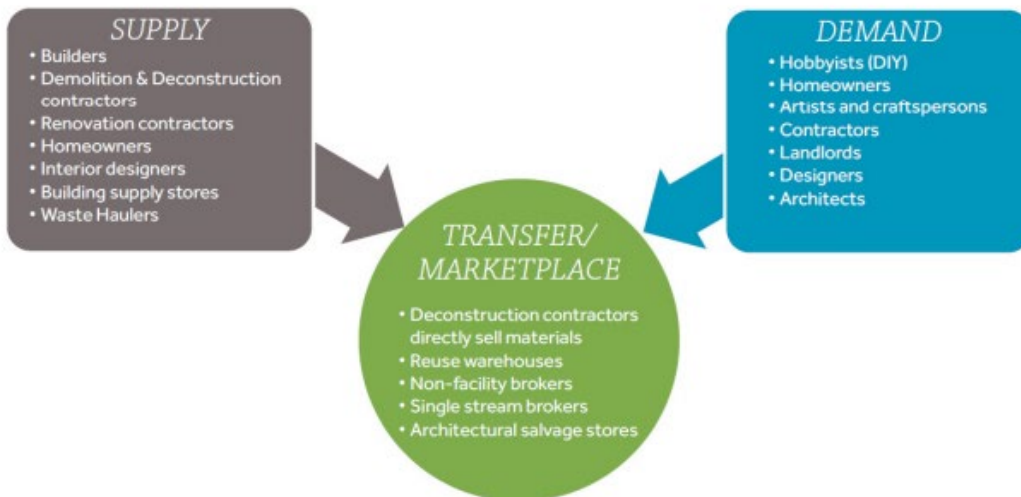 SUPPLY
• Builders
• Demolition & Deconstruction
contractors
• Renovation contractors
• Homeowners
• Interior designers
• Building supply stores
• Waste Haulers
DEMAND
• Hobbyists (DIY)
• Homeowners
• Artists and craftspersons
• Contractors
• Landlords
• Designers
• Architects
TRANSFER/
MARKETPLACE
• Deconstruction contractors
directly sell materials
• Reuse warehouses
• Non-facility brokers
• Single stream brokers
• Architectural salvage stores